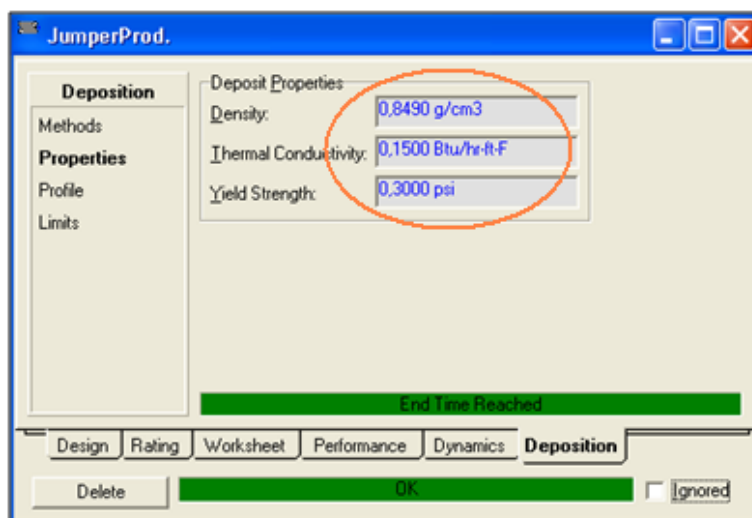 JumperProd.
Deposition
Methods
Properties
Profile
Limits
Deposit Properties
Density: 0,8490 g/cm3
Thermal Conductivity: 0,1500 Btu/hr-ft-F
Yield Strength: 0,3000 psi
End Time Reached
Design Rating Worksheet Performance Dynamics Deposition
Delete OK Ignored